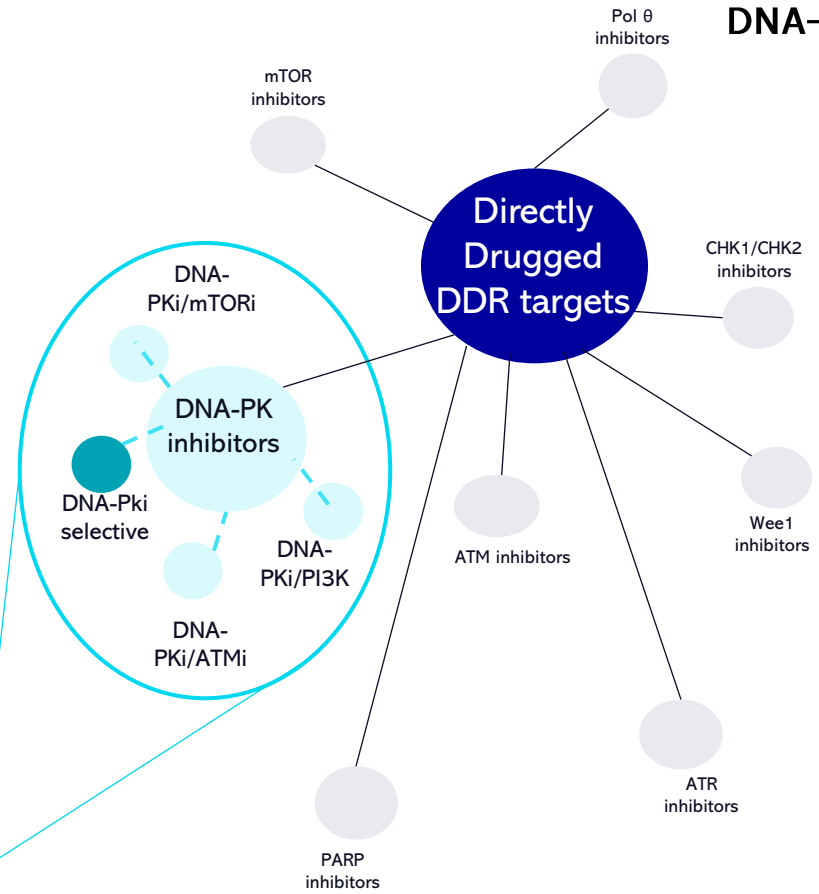 Pol θ
inhibitors
DNA-
mTOR
inhibitors
Directly
Drugged
DDR targets
CHK1/CHK2
inhibitors
DNA-
PKi/mTORi
DNA-PK
inhibitors
DNA-Pki
selective
DNA-
PKi/PI3K
DNA-
PKi/ATMi
ATM inhibitors
Wee1
inhibitors
ATR
inhibitors
PARP
inhibitors